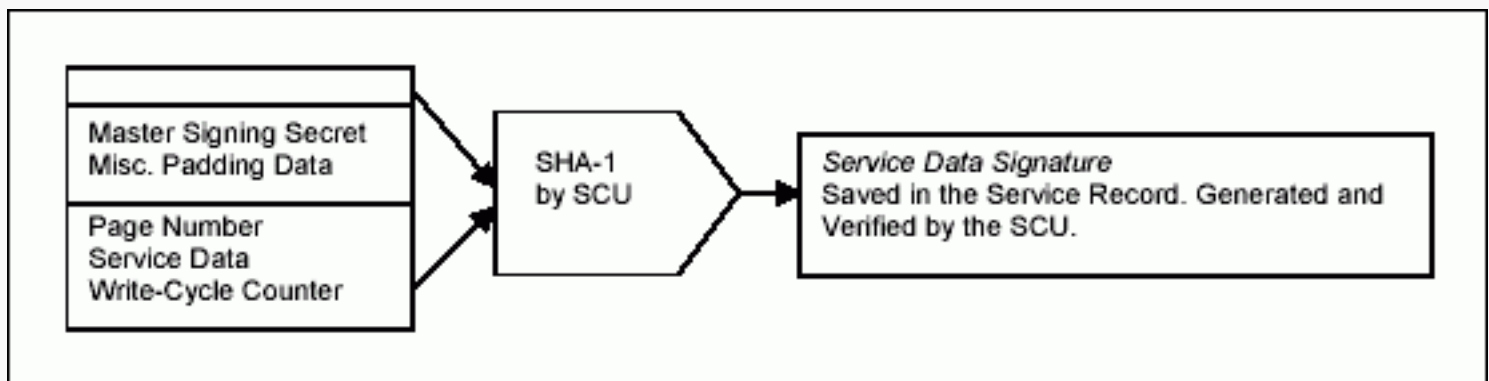 Master Signing Secret
Misc. Padding Data
Page Number
Service Data
Write-Cycle Counter
SHA-1
by SCU
Service Data Signature
Saved in the Service Record. Generated and
Verified by the SCU.